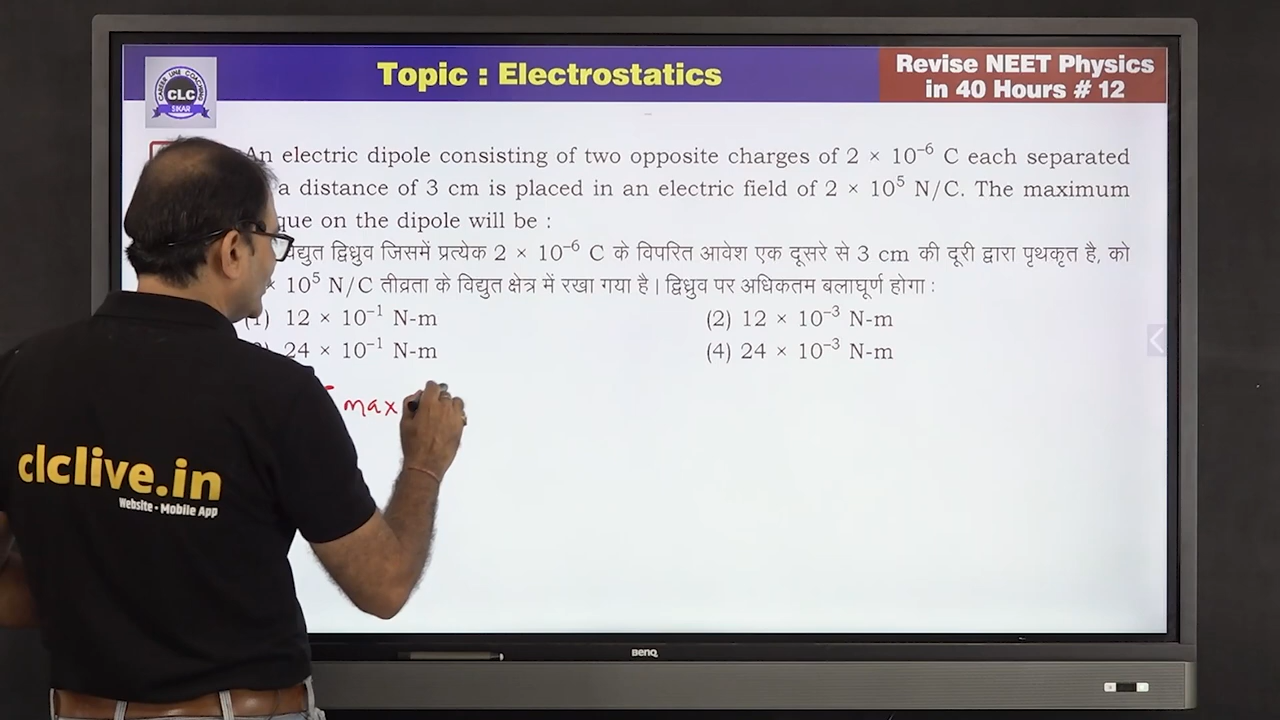 Topic : Electrostatics
Revise NEET Physics
in 40 Hours # 12
CAREER LINE COACHING
CLC
SIKAR
An electric dipole consisting of two opposite charges of 2 × 10⁻⁶ C each separated
a distance of 3 cm is placed in an electric field of 2 × 10⁵ N/C. The maximum
que on the dipole will be :
विद्युत द्विध्रुव जिसमें प्रत्येक 2 × 10⁻⁶ C के विपरित आवेश एक दूसरे से 3 cm की दूरी द्वारा पृथकृत है, को
× 10⁵ N/C तीव्रता के विद्युत क्षेत्र में रखा गया है। द्विध्रुव पर अधिकतम बलाघूर्ण होगा :
(1) 12 × 10⁻¹ N-m (2) 12 × 10⁻³ N-m
24 × 10⁻¹ N-m (4) 24 × 10⁻³ N-m
max
clclive.in
Website • Mobile App
BenQ